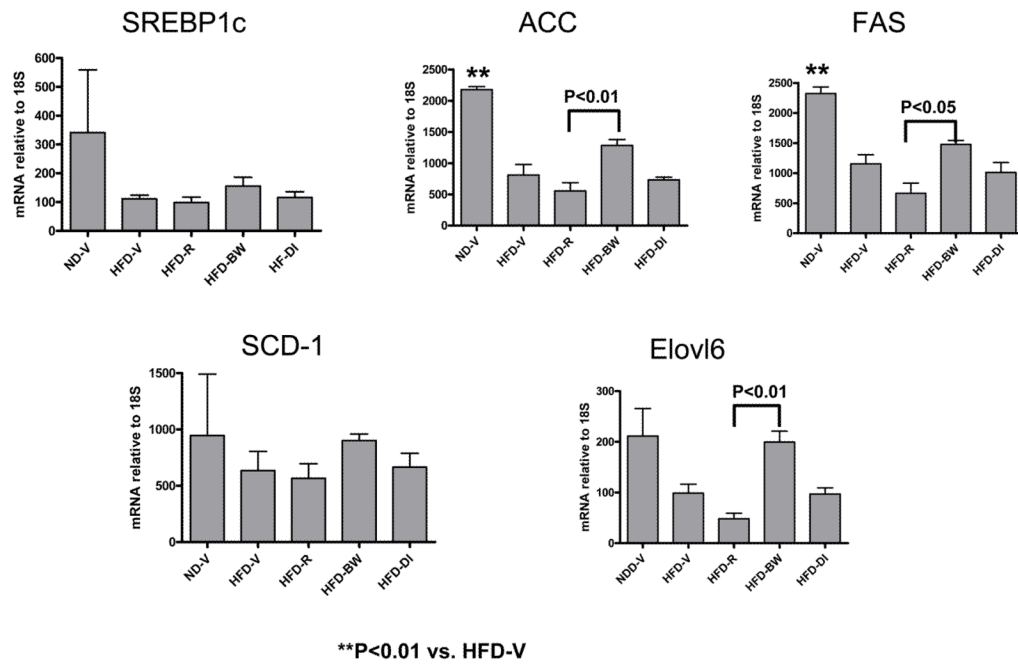 SREBP1c
mRNA relative to 18S
600
500
400
300
200
100
0
ND-V
HFD-V
HFD-R
HFD-BW
HF-DI
ACC
mRNA relative to 18S
2500
2000
1500
1000
500
0
**
P<0.01
ND-V
HFD-V
HFD-R
HFD-BW
HFD-DI
FAS
mRNA relative to 18S
2500
2000
1500
1000
500
0
**
P<0.05
ND-V
HFD-V
HFD-R
HFD-BW
HFD-DI
SCD-1
mRNA relative to 18S
1500
1000
500
0
ND-V
HFD-V
HFD-R
HFD-BW
HFD-DI
Elovl6
mRNA relative to 18S
300
200
100
0
P<0.01
NDD-V
HFD-V
HFD-R
HFD-BW
HFD-DI
**P<0.01 vs. HFD-V